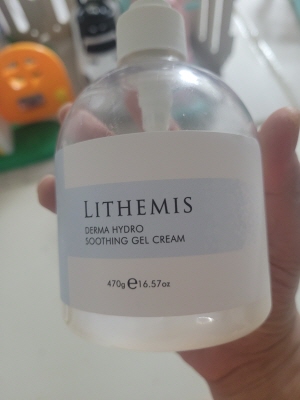 LITHEMIS
DERMA HYDRO
SOOTHING GEL CREAM
470g ℮ 16.57oz